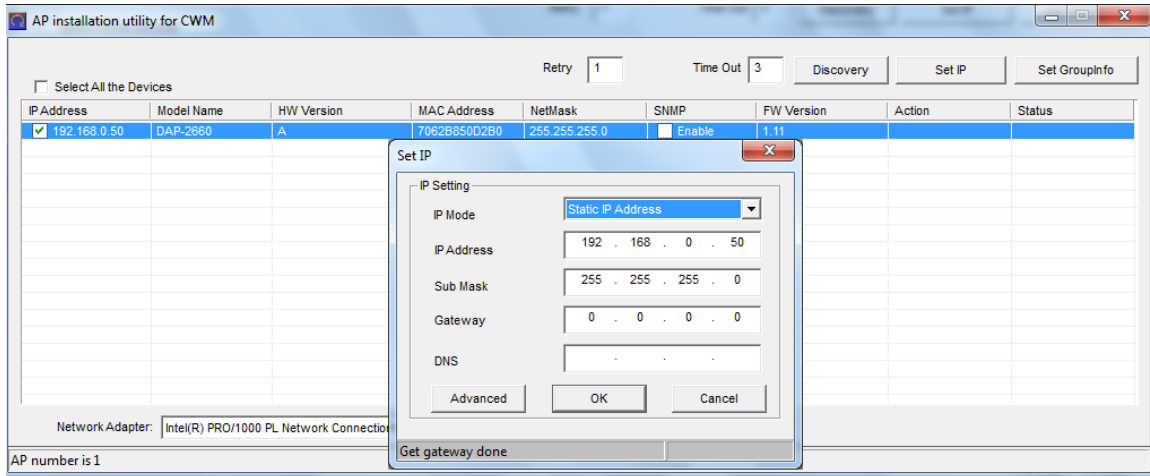 AP installation utility for CWM
Retry 1 Time Out 3 Discovery Set IP Set GroupInfo
Select All the Devices
IP Address Model Name HW Version MAC Address NetMask SNMP FW Version Action Status
192.168.0.50 DAP-2660 A 7062B850D2B0 255.255.255.0 Enable 1.11
Set IP
IP Setting
IP Mode Static IP Address
IP Address 192 . 168 . 0 . 50
Sub Mask 255 . 255 . 255 . 0
Gateway 0 . 0 . 0 . 0
DNS . . .
Advanced OK Cancel
Network Adapter: Intel(R) PRO/1000 PL Network Connection
Get gateway done
AP number is 1